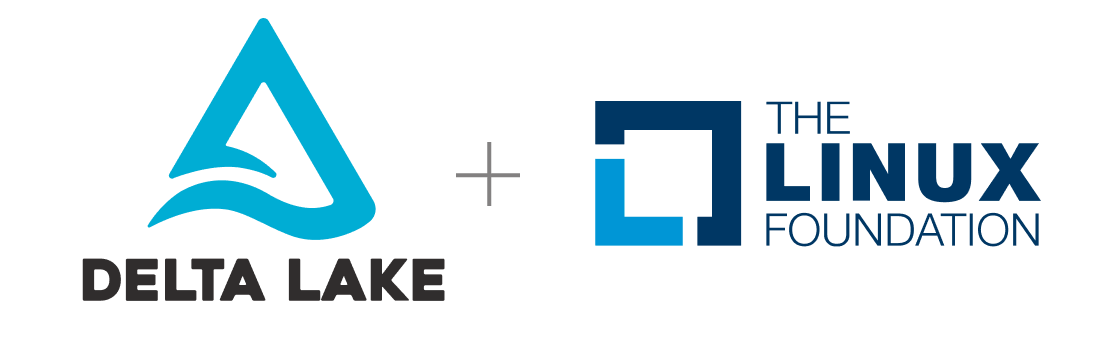 DELTA LAKE
THE
LINUX
FOUNDATION